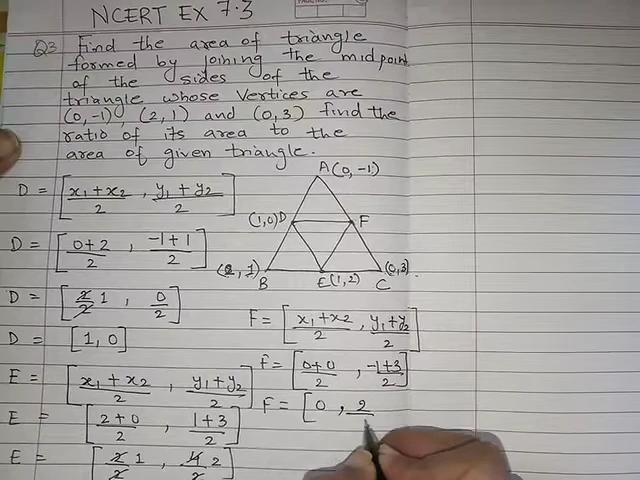 NCERT EX 7.3
Q3 Find the area of triangle
formed by joining the midpoint
of the sides of the
triangle whose vertices are
(0,-1), (2,1) and (0,3) find the
ratio of its area to the
area of given triangle.
A(0,-1)
D = [x₁+x₂/2 , y₁+y₂/2]
(1,0)D F
D = [0+2/2 , -1+1/2]
(2,1) (0,3)
B E(1,2) C
D = [2/2 1 , 0/2]
F = [x₁+x₂/2 , y₁+y₂/2]
D = [1,0]
F = [0+0/2 , -1+3/2]
E = [x₁+x₂/2 , y₁+y₂/2]
F = [0 , 2
E = [2+0/2 , 1+3/2]
E = [2/2 1 , 4/2 2]